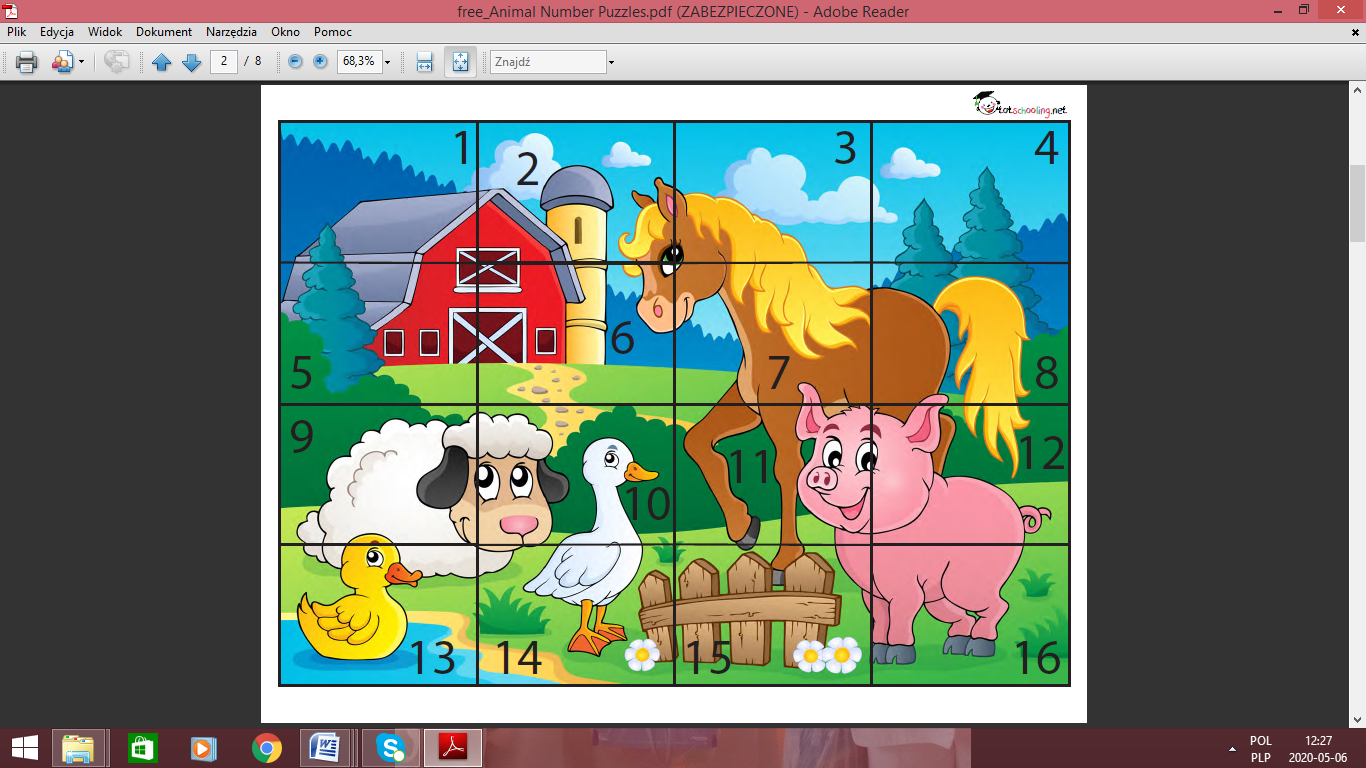 free_Animal Number Puzzles.pdf (ZABEZPIECZONE) - Adobe Reader
Plik Edycja Widok Dokument Narzędzia Okno Pomoc
2 / 8 68,3% Znajdź
totschooling.net
1 2 3 4
5 6 7 8
9 10 11 12
13 14 15 16
POL 12:27
PLP 2020-05-06